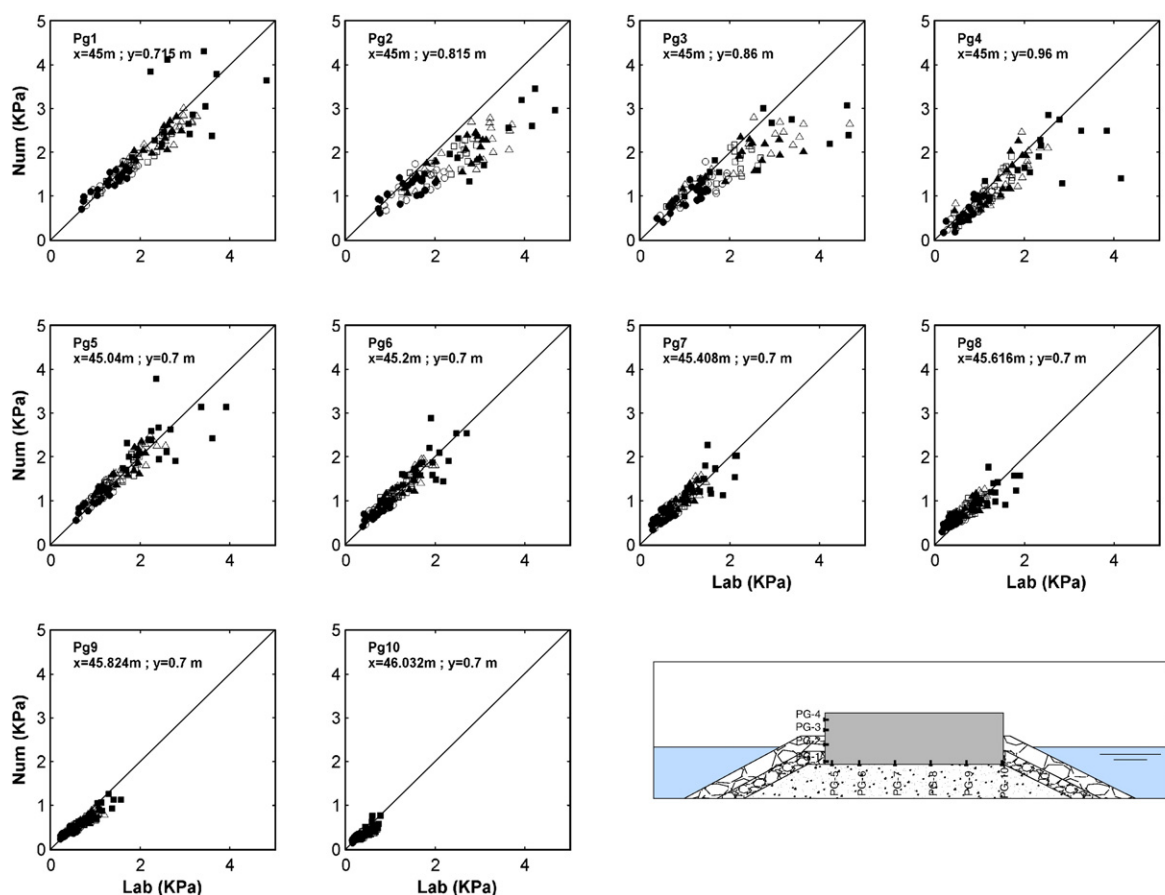 Pg1
x=45m ; y=0.715 m
Pg2
x=45m ; y=0.815 m
Pg3
x=45m ; y=0.86 m
Pg4
x=45m ; y=0.96 m
Num (KPa)
5
4
3
2
1
0
0 2 4
5
4
3
2
1
0
0 2 4
5
4
3
2
1
0
0 2 4
5
4
3
2
1
0
0 2 4
Pg5
x=45.04m ; y=0.7 m
Pg6
x=45.2m ; y=0.7 m
Pg7
x=45.408m ; y=0.7 m
Pg8
x=45.616m ; y=0.7 m
Num (KPa)
5
4
3
2
1
0
0 2 4
5
4
3
2
1
0
0 2 4
5
4
3
2
1
0
0 2 4
Lab (KPa)
5
4
3
2
1
0
0 2 4
Lab (KPa)
Pg9
x=45.824m ; y=0.7 m
Pg10
x=46.032m ; y=0.7 m
Num (KPa)
5
4
3
2
1
0
0 2 4
Lab (KPa)
5
4
3
2
1
0
0 2 4
Lab (KPa)
PG-4
PG-3
PG-2
PG-1
PG-5
PG-6
PG-7
PG-8
PG-9
PG-10